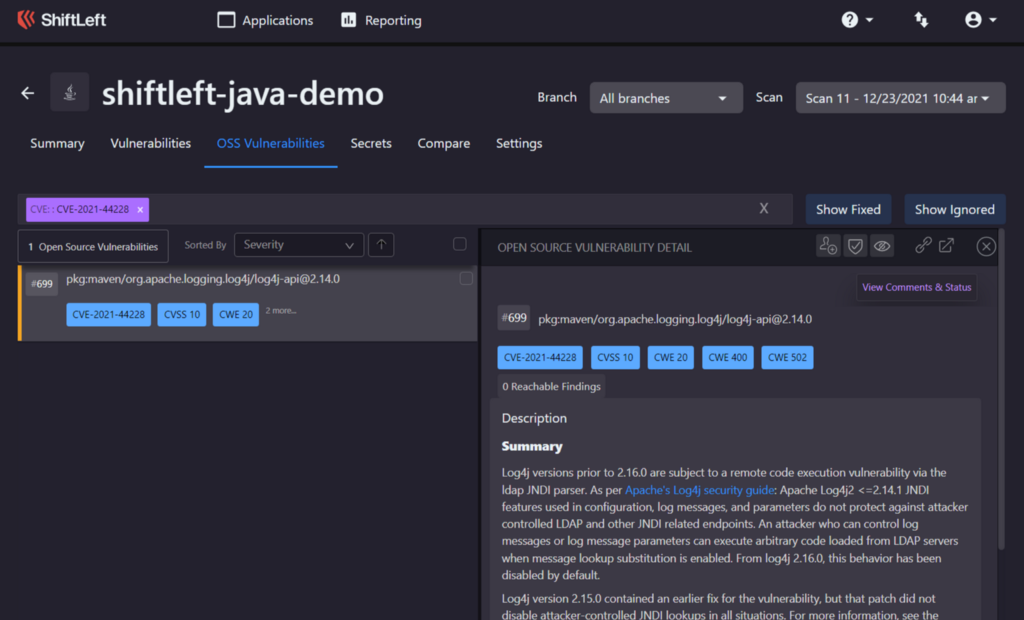 ShiftLeft
Applications
Reporting
shiftleft-java-demo
Branch
All branches
Scan
Scan 11 - 12/23/2021 10:44 ar
Summary
Vulnerabilities
OSS Vulnerabilities
Secrets
Compare
Settings
CVE: : CVE-2021-44228 x
X
Show Fixed
Show Ignored
1 Open Source Vulnerabilities
Sorted By
Severity
#699
pkg:maven/org.apache.logging.log4j/log4j-api@2.14.0
CVE-2021-44228
CVSS 10
CWE 20
2 more...
OPEN SOURCE VULNERABILITY DETAIL
View Comments & Status
#699
pkg:maven/org.apache.logging.log4j/log4j-api@2.14.0
CVE-2021-44228
CVSS 10
CWE 20
CWE 400
CWE 502
0 Reachable Findings
Description
Summary
Log4j versions prior to 2.16.0 are subject to a remote code execution vulnerability via the
ldap JNDI parser. As per Apache's Log4j security guide: Apache Log4j2 <=2.14.1 JNDI
features used in configuration, log messages, and parameters do not protect against attacker
controlled LDAP and other JNDI related endpoints. An attacker who can control log
messages or log message parameters can execute arbitrary code loaded from LDAP servers
when message lookup substitution is enabled. From log4j 2.16.0, this behavior has been
disabled by default.
Log4j version 2.15.0 contained an earlier fix for the vulnerability, but that patch did not
disable attacker-controlled JNDI lookups in all situations. For more information, see the